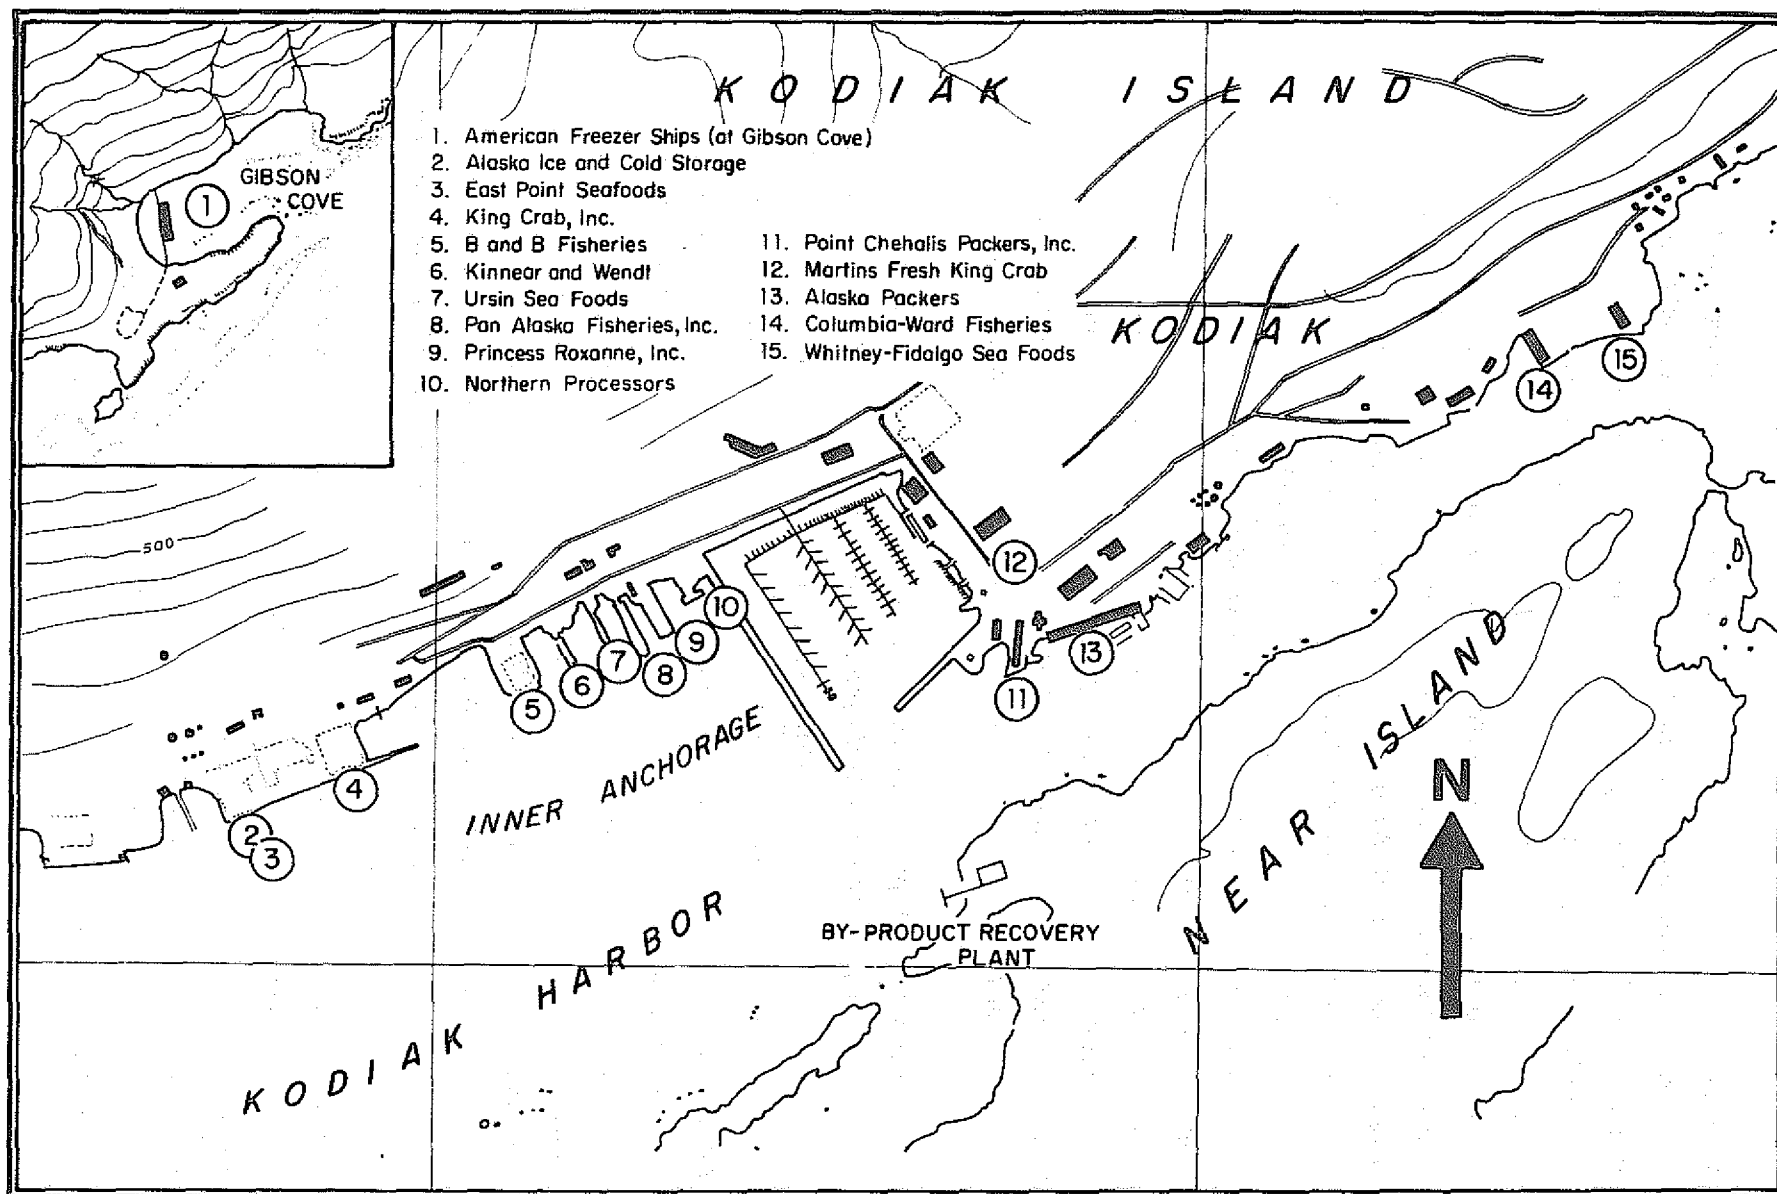 KODIAK ISLAND
1. American Freezer Ships (at Gibson Cove)
2. Alaska Ice and Cold Storage
3. East Point Seafoods
4. King Crab, Inc.
5. B and B Fisheries
6. Kinnear and Wendt
7. Ursin Sea Foods
8. Pan Alaska Fisheries, Inc.
9. Princess Roxanne, Inc.
10. Northern Processors
11. Point Chehalis Packers, Inc.
12. Martins Fresh King Crab
13. Alaska Packers
14. Columbia-Ward Fisheries
15. Whitney-Fidalgo Sea Foods
GIBSON
COVE
1
KODIAK
15
14
500
12
10
9
13
7
8
6
11
5
4
2
3
INNER ANCHORAGE
NEAR ISLAND
N
KODIAK HARBOR
BY-PRODUCT RECOVERY
PLANT